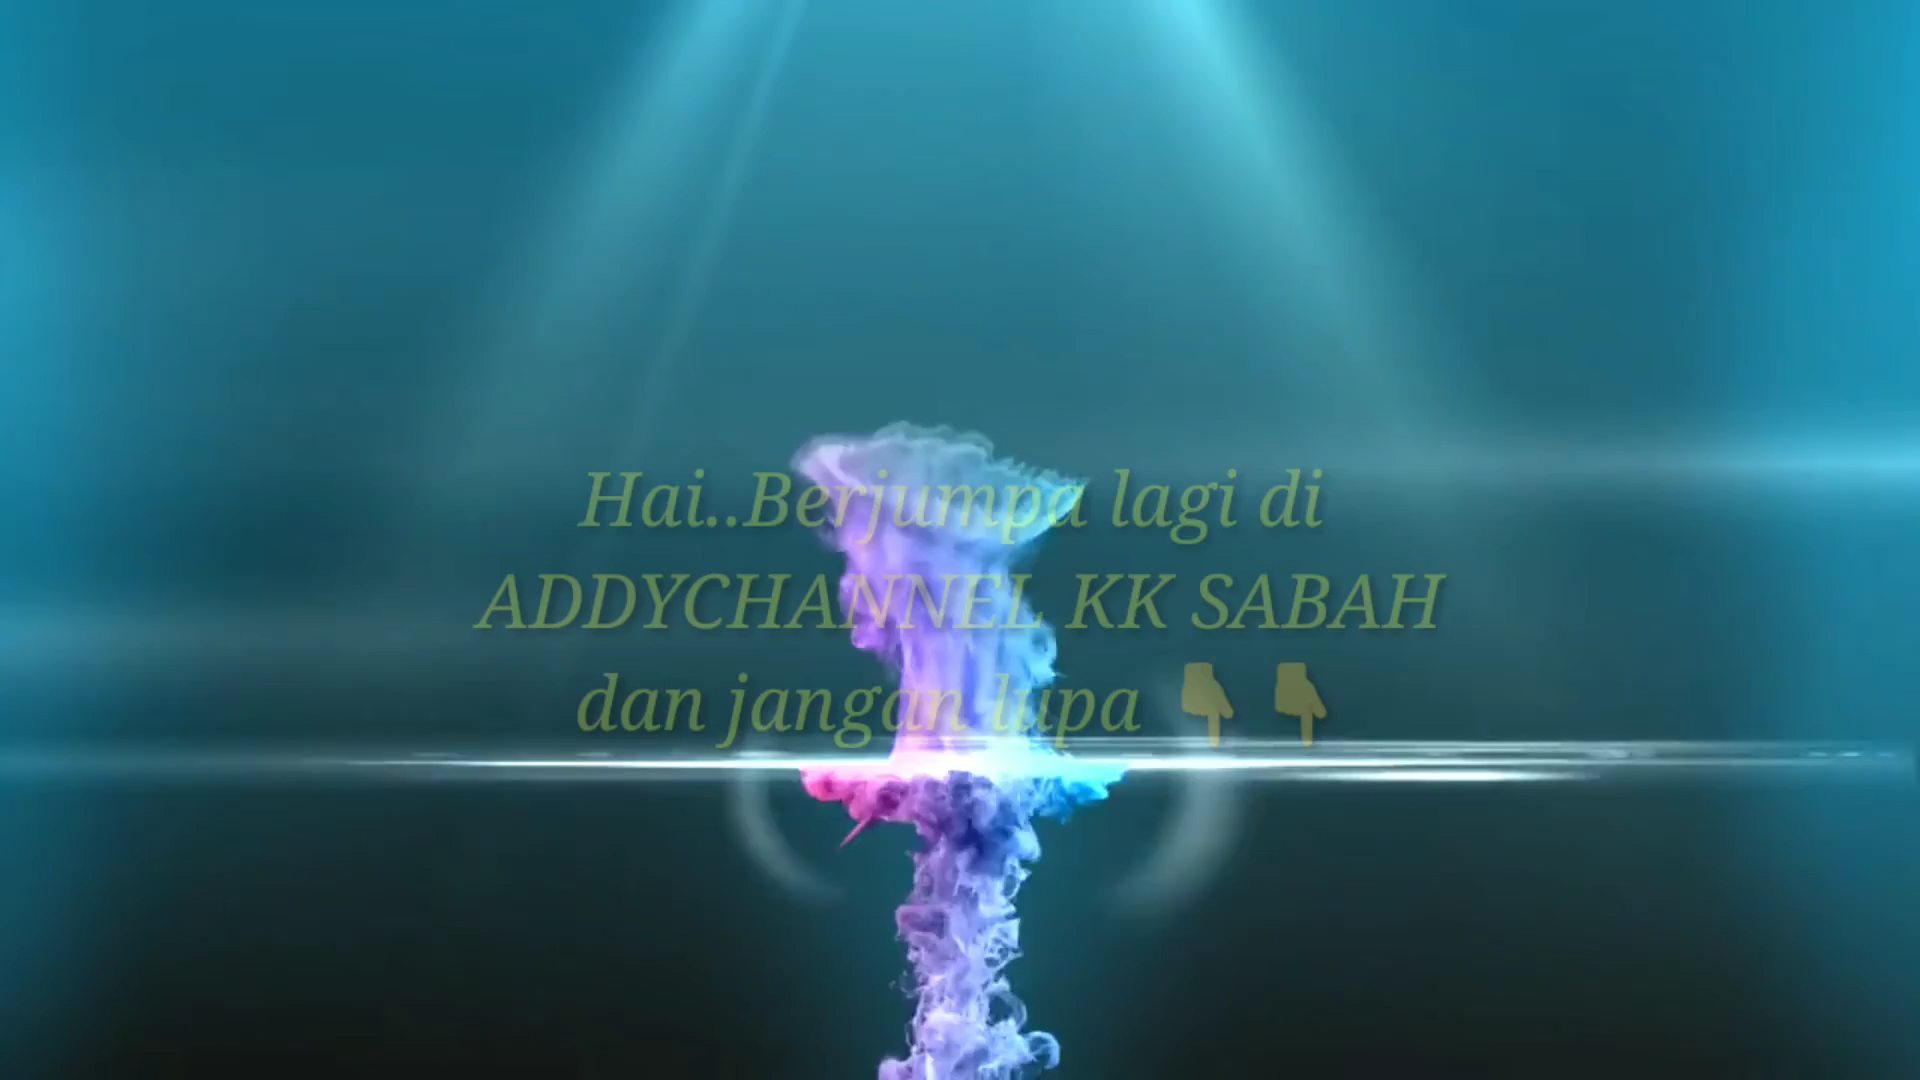 Hai..Berjumpa lagi di
ADDYCHANNEL KK SABAH
dan jangan lupa 👇 👇